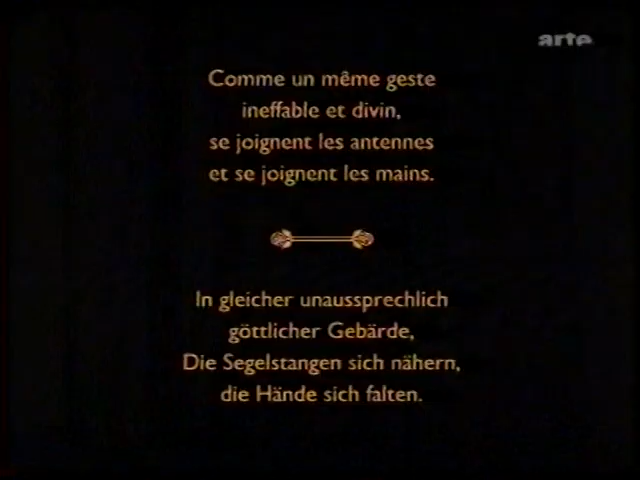 arte
Comme un même geste
ineffable et divin,
se joignent les antennes
et se joignent les mains.
In gleicher unaussprechlich
göttlicher Gebärde,
Die Segelstangen sich nähern,
die Hände sich falten.